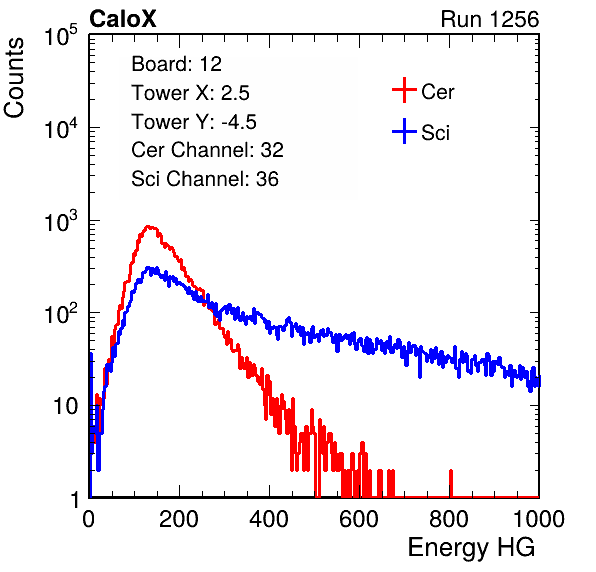 CaloX Run 1256
Counts
10^5
10^4
10^3
10^2
10
1
Board: 12
Tower X: 2.5
Tower Y: -4.5
Cer Channel: 32
Sci Channel: 36
Cer
Sci
0 200 400 600 800 1000
Energy HG